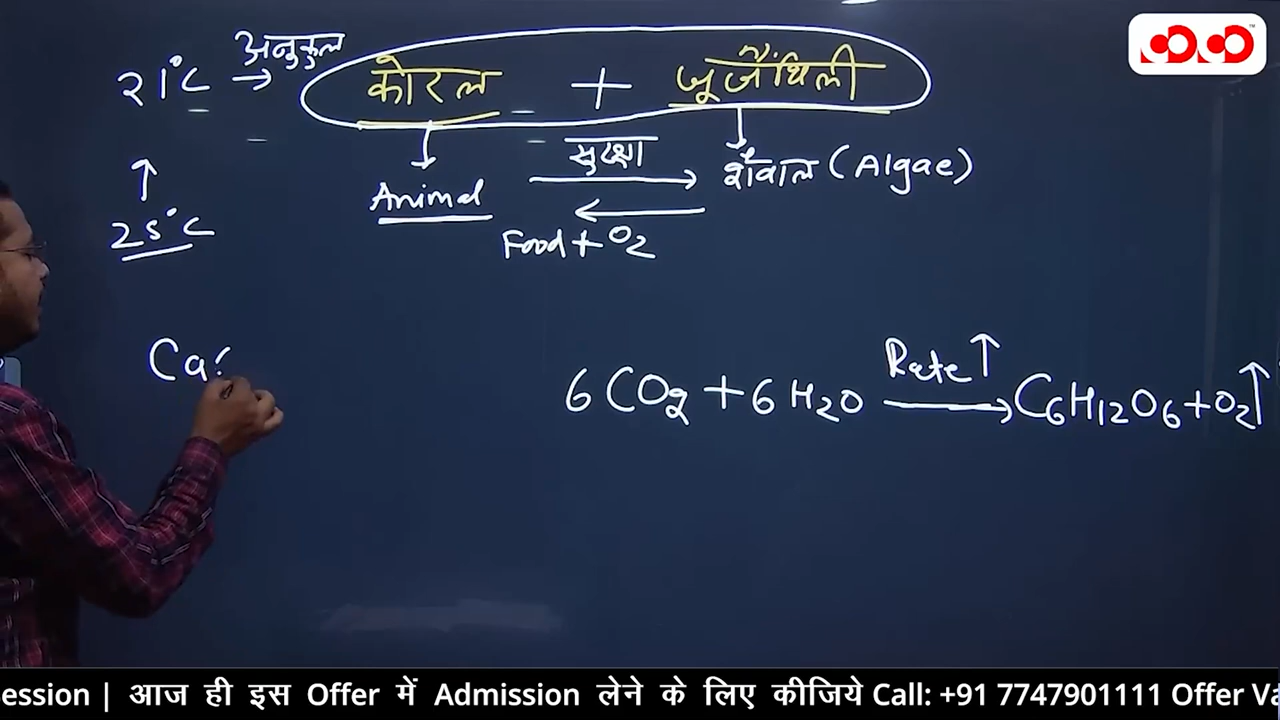 21°C → अनुकूल कोरल + जूजैंथिली
सुरक्षा
Animal → शैवाल (Algae)
↑ ←
25°C Food + O2
Ca
6CO2 + 6H2O Rate↑ → C6H12O6 + O2↑
ession | आज ही इस Offer में Admission लेने के लिए कीजिये Call: +91 7747901111 Offer Va